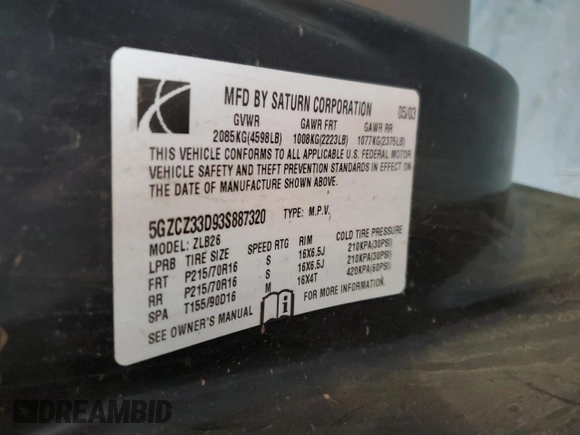 MFD BY SATURN CORPORATION 05/03
GVWR GAWR FRT GAWR RR
2085KG(4598LB) 1008KG(2223LB) 1077KG(2375LB)
THIS VEHICLE CONFORMS TO ALL APPLICABLE U.S. FEDERAL MOTOR
VEHICLE SAFETY AND THEFT PREVENTION STANDARDS IN EFFECT ON
THE DATE OF MANUFACTURE SHOWN ABOVE.
5GZCZ33D93S887320 TYPE: M.P.V.
MODEL: ZLB26
LPRB TIRE SIZE SPEED RTG RIM COLD TIRE PRESSURE
FRT P215/70R16 S 16X6.5J 210KPA(30PSI)
RR P215/70R16 S 16X6.5J 210KPA(30PSI)
SPA T155/90D16 M 16X4T 420KPA(60PSI)
SEE OWNER'S MANUAL FOR MORE INFORMATION.
DREAMBID